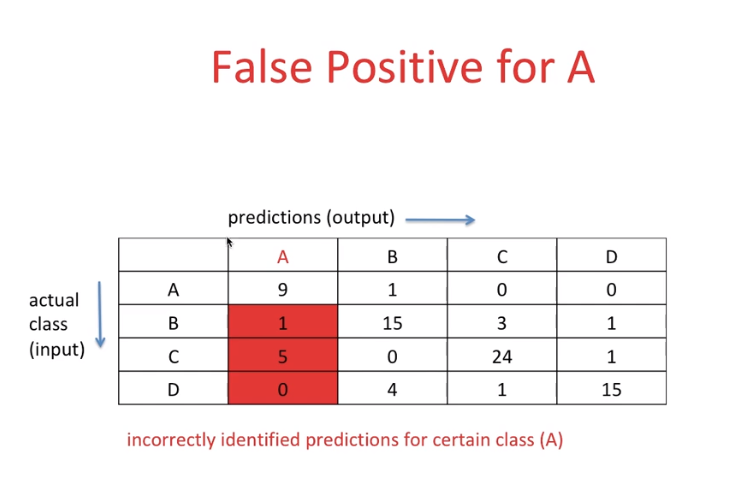 False Positive for A
predictions (output)
A B C D
actual
class
(input)
A 9 1 0 0
B 1 15 3 1
C 5 0 24 1
D 0 4 1 15
incorrectly identified predictions for certain class (A)